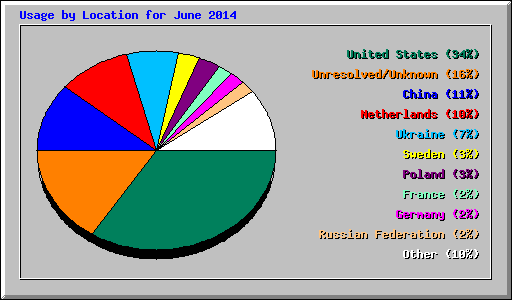 Usage by Location for June 2014
United States (34%)
Unresolved/Unknown (16%)
China (11%)
Netherlands (10%)
Ukraine (7%)
Sweden (3%)
Poland (3%)
France (2%)
Germany (2%)
Russian Federation (2%)
Other (10%)